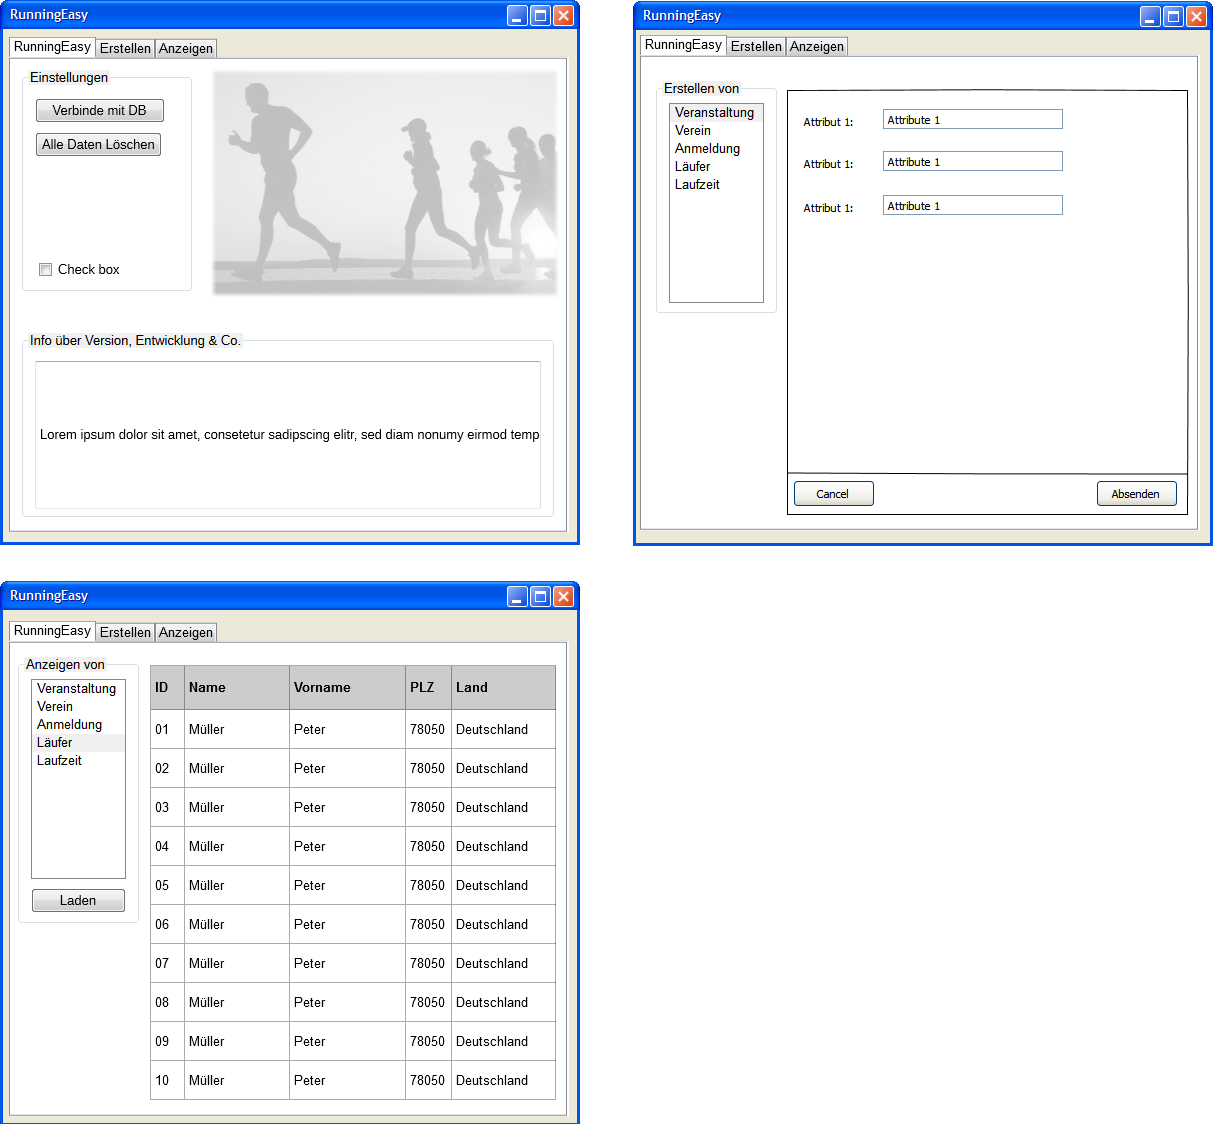 RunningEasy
RunningEasy Erstellen Anzeigen
Einstellungen
Verbinde mit DB
Alle Daten Löschen
Check box
Info über Version, Entwicklung & Co.
Lorem ipsum dolor sit amet, consetetur sadipscing elitr, sed diam nonumy eirmod temp
RunningEasy
RunningEasy Erstellen Anzeigen
Erstellen von
Veranstaltung
Verein
Anmeldung
Läufer
Laufzeit
Attribut 1: Attribute 1
Attribut 1: Attribute 1
Attribut 1: Attribute 1
Cancel Absenden
RunningEasy
RunningEasy Erstellen Anzeigen
Anzeigen von
Veranstaltung
Verein
Anmeldung
Läufer
Laufzeit
Laden
ID Name Vorname PLZ Land
01 Müller Peter 78050 Deutschland
02 Müller Peter 78050 Deutschland
03 Müller Peter 78050 Deutschland
04 Müller Peter 78050 Deutschland
05 Müller Peter 78050 Deutschland
06 Müller Peter 78050 Deutschland
07 Müller Peter 78050 Deutschland
08 Müller Peter 78050 Deutschland
09 Müller Peter 78050 Deutschland
10 Müller Peter 78050 Deutschland